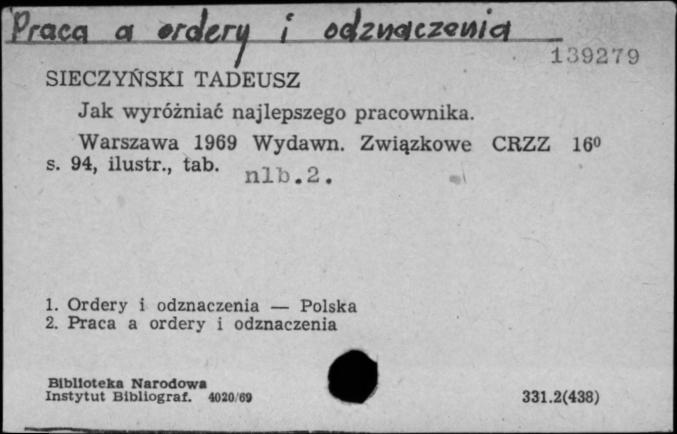 Praca a ordery i odznaczenia
139279
SIECZYŃSKI TADEUSZ
Jak wyróżniać najlepszego pracownika.
Warszawa 1969 Wydawn. Związkowe CRZZ 16⁰
s. 94, ilustr., tab. nlb.2.
1. Ordery i odznaczenia — Polska
2. Praca a ordery i odznaczenia
Biblioteka Narodowa
Instytut Bibliograf. 4020/69 331.2(438)